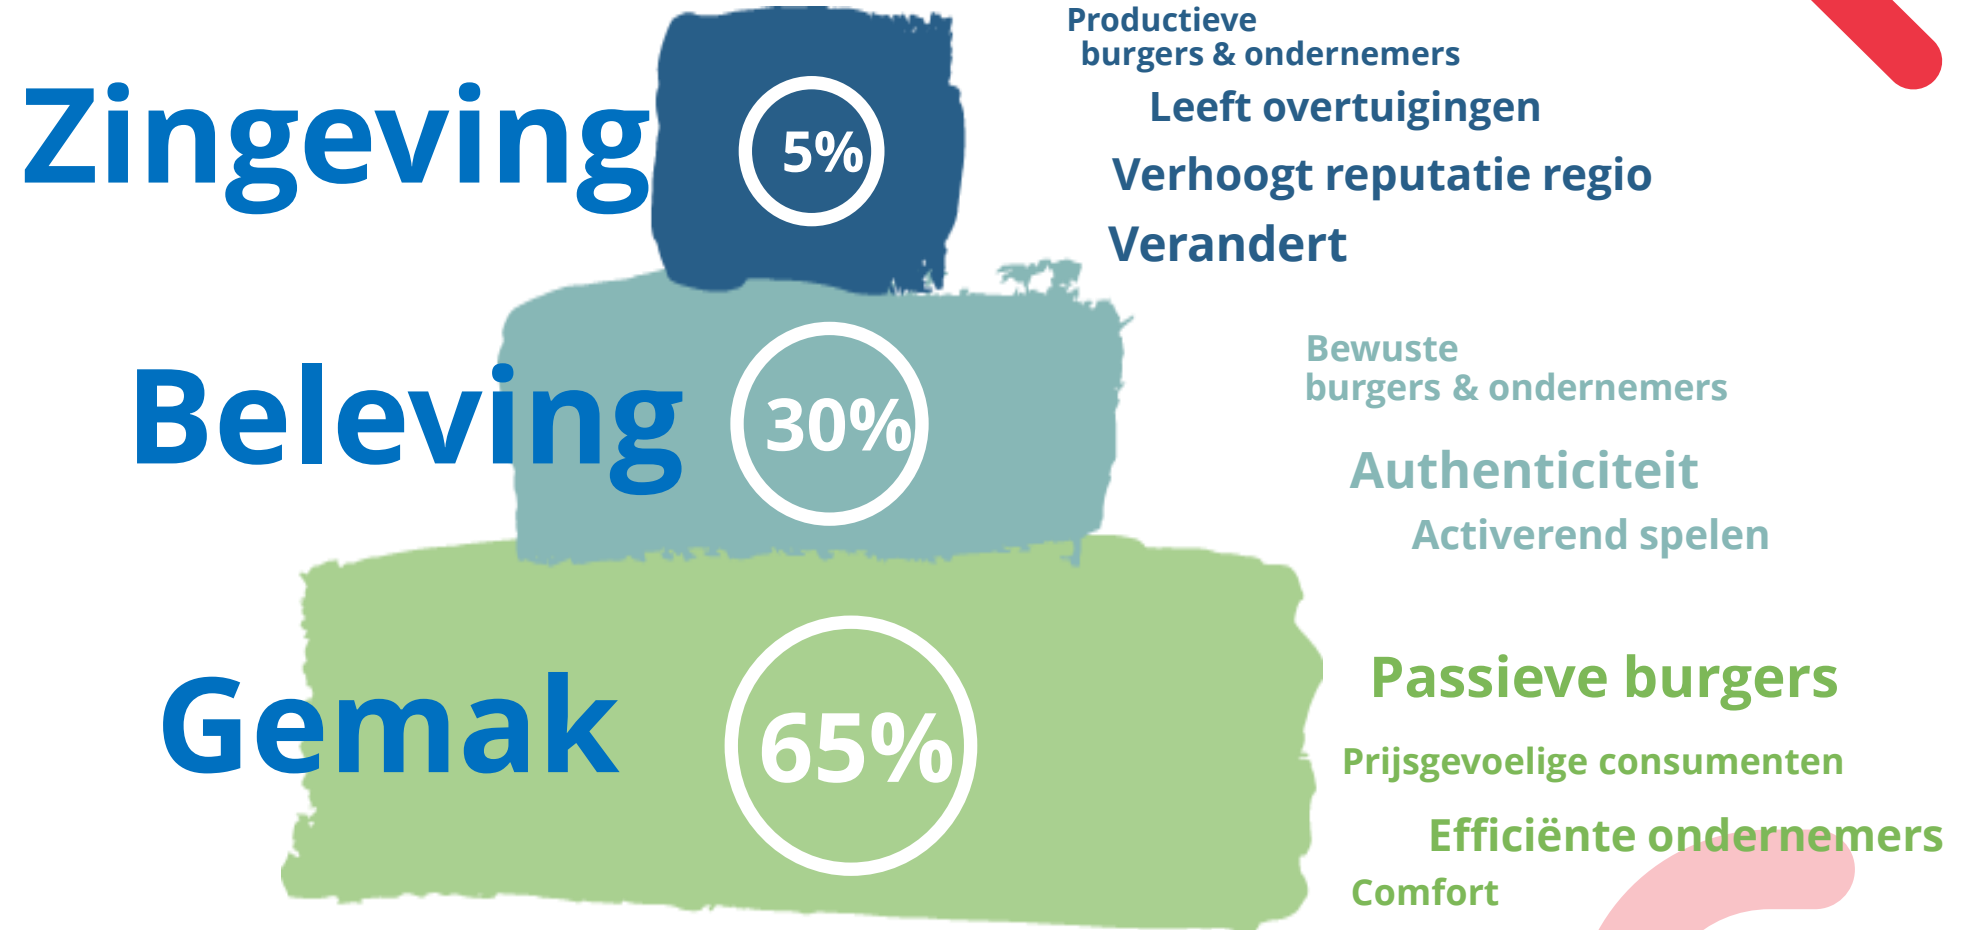 Zingeving
5%
Productieve
burgers & ondernemers
Leeft overtuigingen
Verhoogt reputatie regio
Verandert
Beleving
30%
Bewuste
burgers & ondernemers
Authenticiteit
Activerend spelen
Gemak
65%
Passieve burgers
Prijsgevoelige consumenten
Efficiënte ondernemers
Comfort